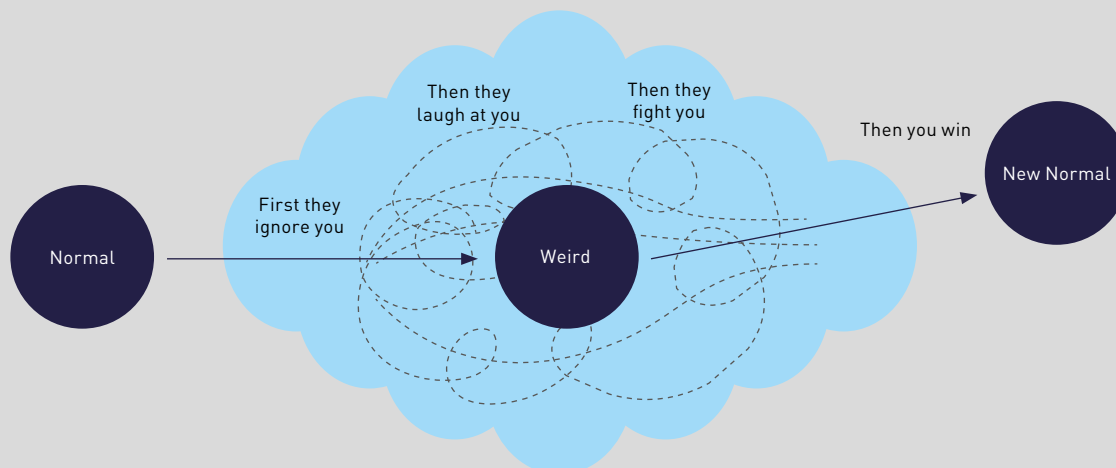 Normal
First they
ignore you
Then they
laugh at you
Weird
Then they
fight you
Then you win
New Normal